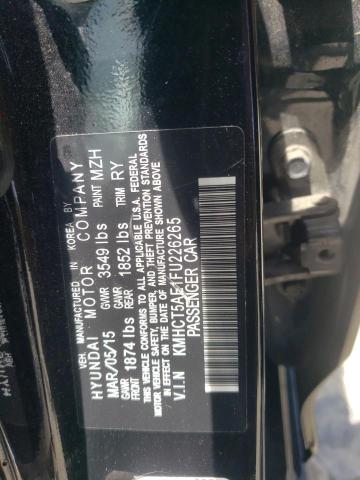 VEH. MANUFACTURED IN KOREA BY
HYUNDAI MOTOR COMPANY
MAR/05/15 GVWR 3549 lbs PAINT MZH
GAWR FRONT 1874 lbs GAWR REAR 1852 lbs TRIM RY
THIS VEHICLE CONFORMS TO ALL APPLICABLE U.S.A. FEDERAL
MOTOR VEHICLE SAFETY, BUMPER, AND THEFT PREVENTION STANDARDS
IN EFFECT ON THE DATE OF MANUFACTURE SHOWN ABOVE.
V.I.N KMHCT5AE1FU226265
PASSENGER CAR